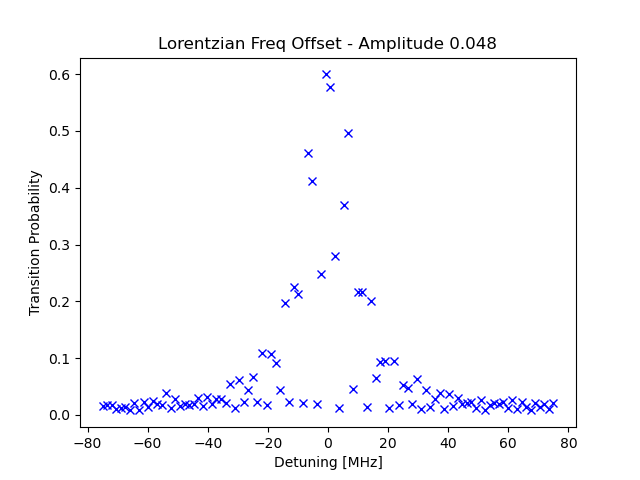 Lorentzian Freq Offset - Amplitude 0.048
0.6
0.5
0.4
0.3
0.2
0.1
0.0
Transition Probability
−80 −60 −40 −20 0 20 40 60 80
Detuning [MHz]